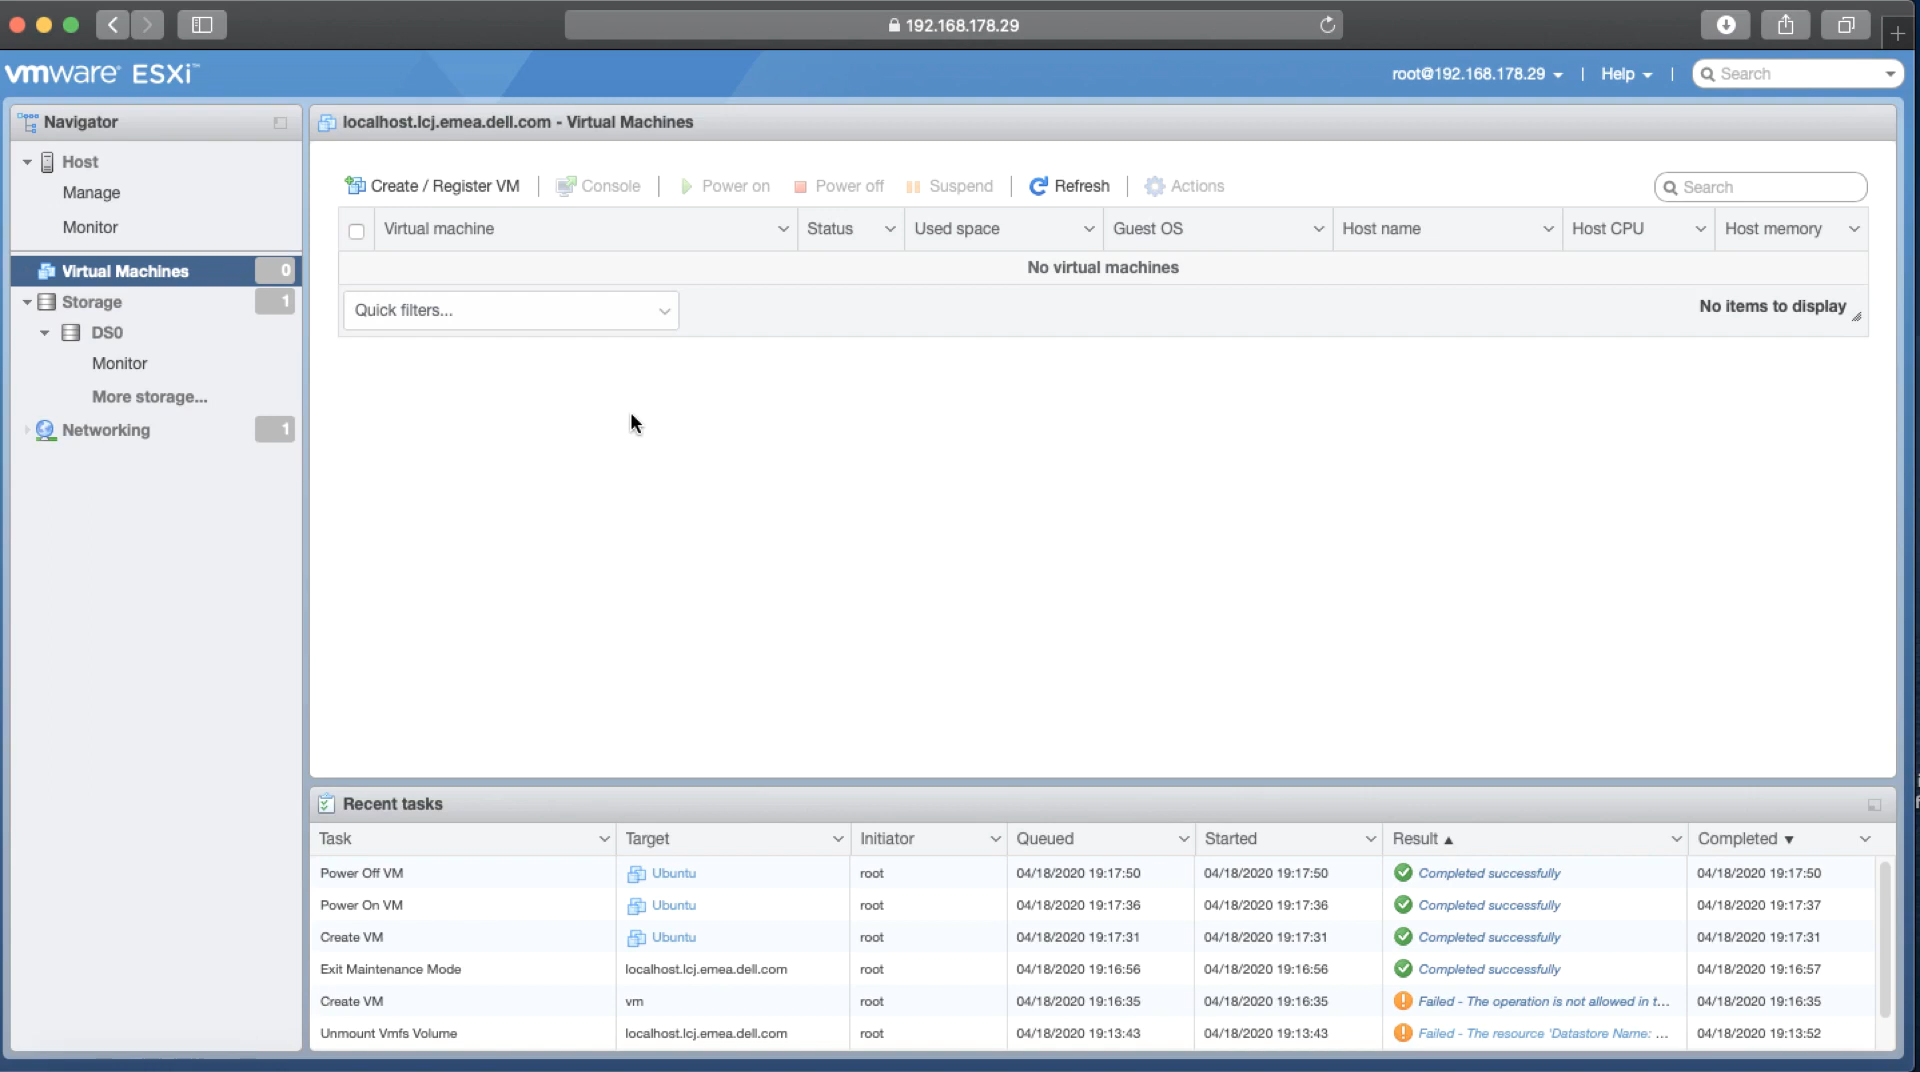 192.168.178.29
vmware® ESXi™
root@192.168.178.29 | Help | Search
Navigator
Host
Manage
Monitor
Virtual Machines 0
Storage 1
DS0
Monitor
More storage...
Networking 1
localhost.lcj.emea.dell.com - Virtual Machines
Create / Register VM | Console | Power on Power off Suspend | Refresh | Actions
Search
Virtual machine Status Used space Guest OS Host name Host CPU Host memory
No virtual machines
Quick filters... No items to display
Recent tasks
Task Target Initiator Queued Started Result ▲ Completed ▼
Power Off VM Ubuntu root 04/18/2020 19:17:50 04/18/2020 19:17:50 Completed successfully 04/18/2020 19:17:50
Power On VM Ubuntu root 04/18/2020 19:17:36 04/18/2020 19:17:36 Completed successfully 04/18/2020 19:17:37
Create VM Ubuntu root 04/18/2020 19:17:31 04/18/2020 19:17:31 Completed successfully 04/18/2020 19:17:31
Exit Maintenance Mode localhost.lcj.emea.dell.com root 04/18/2020 19:16:56 04/18/2020 19:16:56 Completed successfully 04/18/2020 19:16:57
Create VM vm root 04/18/2020 19:16:35 04/18/2020 19:16:35 Failed - The operation is not allowed in t... 04/18/2020 19:16:35
Unmount Vmfs Volume localhost.lcj.emea.dell.com root 04/18/2020 19:13:43 04/18/2020 19:13:43 Failed - The resource 'Datastore Name: ... 04/18/2020 19:13:52